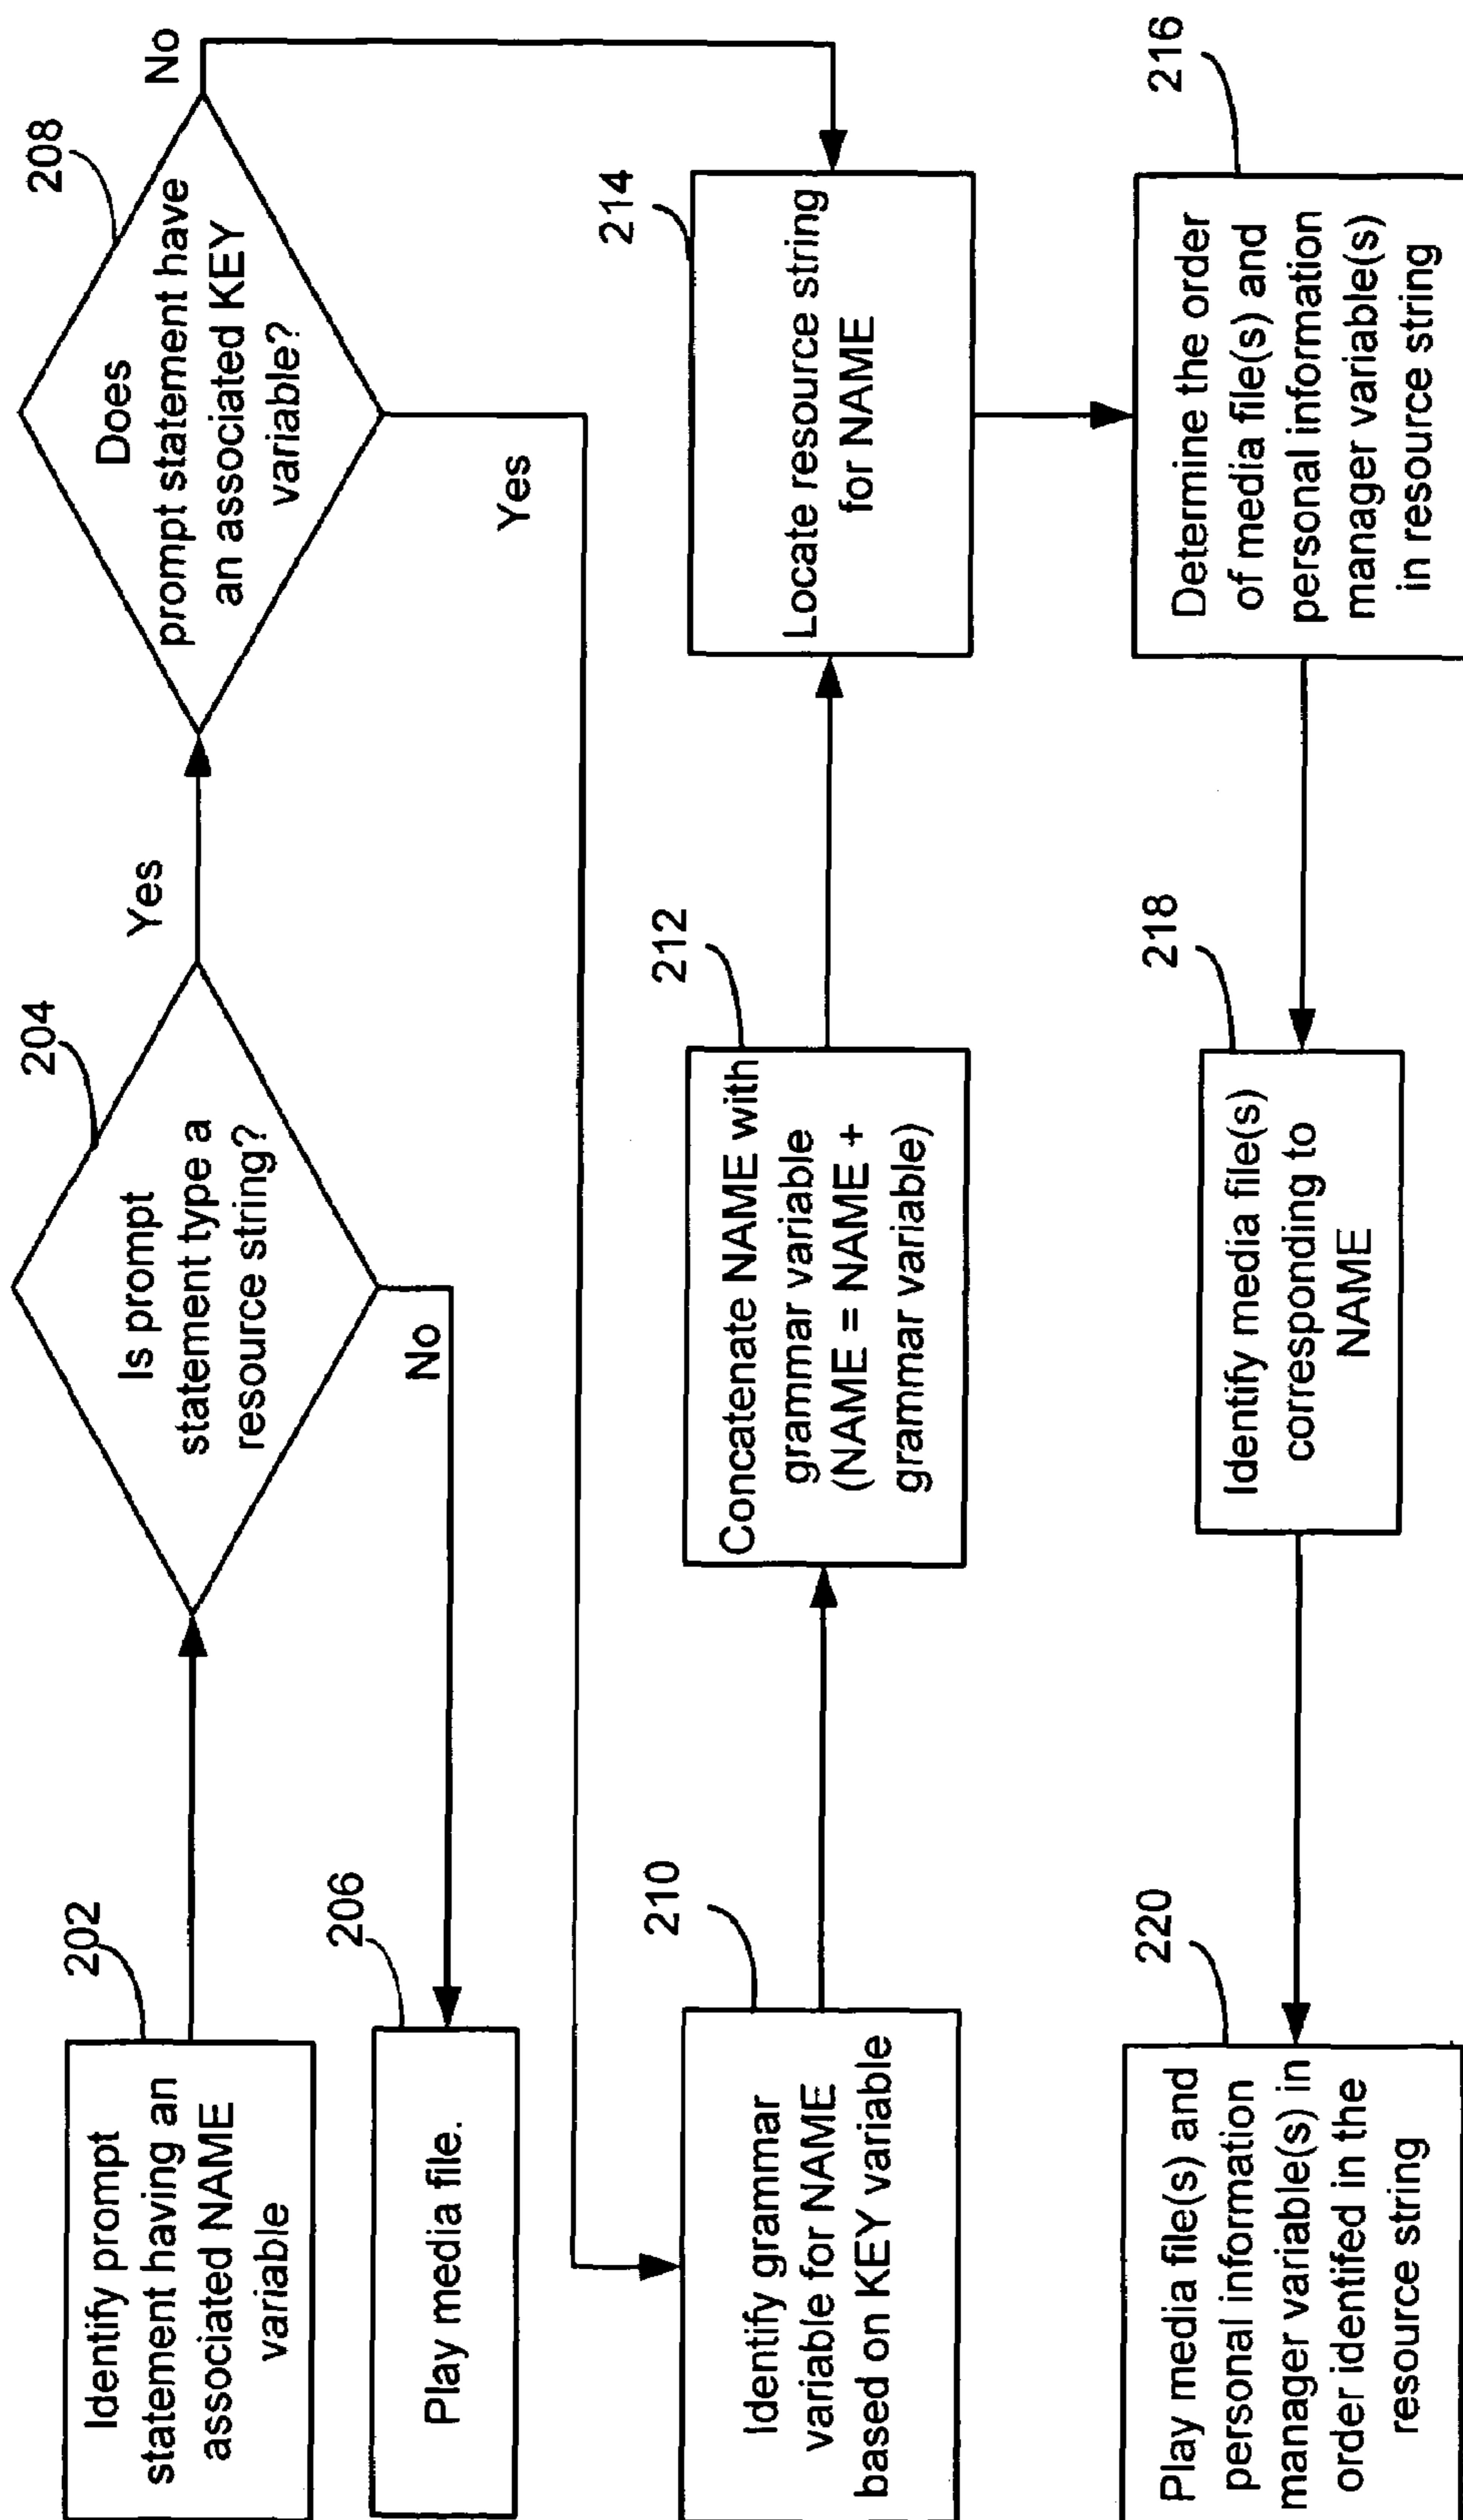 202
Identify prompt
statement having an
associated NAME
variable
204
Is prompt
statement type a
resource string?
Yes
No
208
Does
prompt statement have
an associated KEY
variable?
No
Yes
206
Play media file.
210
Identify grammar
variable for NAME
based on KEY variable
212
Concatenate NAME with
grammar variable
(NAME = NAME +
grammar variable)
214
Locate resource string
for NAME
216
Determine the order
of media file(s) and
personal information
manager variable(s)
in resource string
218
Identify media file(s)
corresponding to
NAME
220
Play media file(s) and
personal information
manager variable(s) in
order identifed in the
resource string